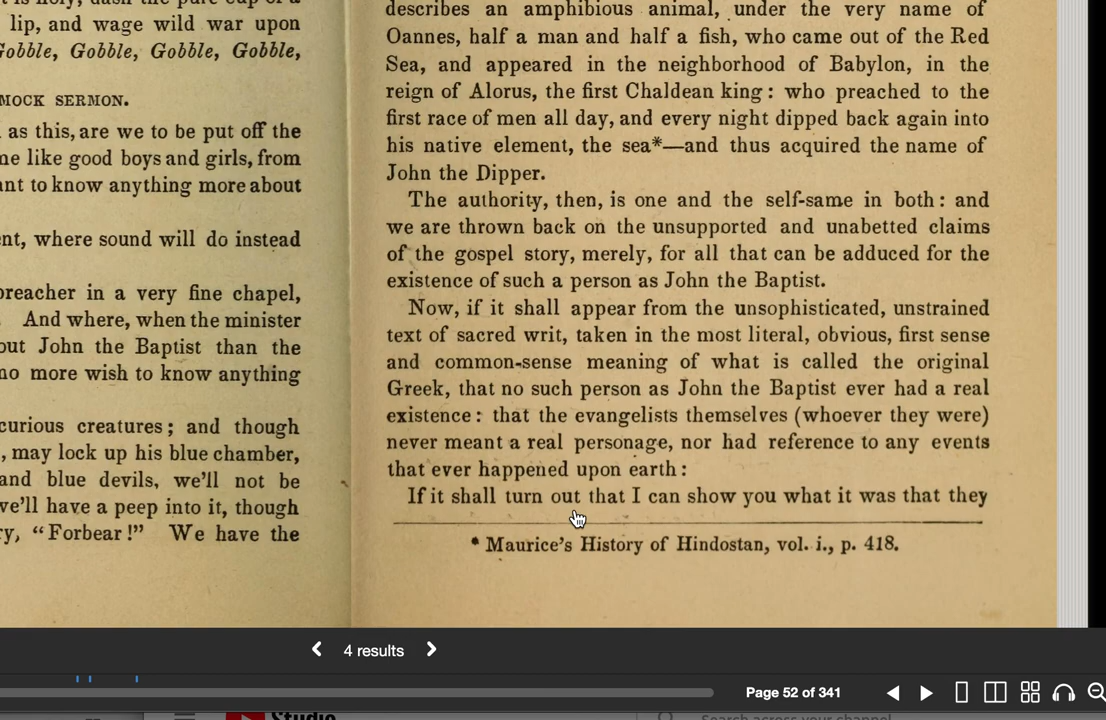 lip, and wage wild war upon
Gobble, Gobble, Gobble, Gobble,
MOCK SERMON.
as this, are we to be put off the
like good boys and girls, from
to know anything more about
where sound will do instead
preacher in a very fine chapel,
And where, when the minister
John the Baptist than the
no more wish to know anything
curious creatures; and though
, may lock up his blue chamber,
and blue devils, we'll not be
we'll have a peep into it, though
"Forbear!" We have the
describes an amphibious animal, under the very name of
Oannes, half a man and half a fish, who came out of the Red
Sea, and appeared in the neighborhood of Babylon, in the
reign of Alorus, the first Chaldean king: who preached to the
first race of men all day, and every night dipped back again into
his native element, the sea*—and thus acquired the name of
John the Dipper.
The authority, then, is one and the self-same in both: and
we are thrown back on the unsupported and unabetted claims
of the gospel story, merely, for all that can be adduced for the
existence of such a person as John the Baptist.
Now, if it shall appear from the unsophisticated, unstrained
text of sacred writ, taken in the most literal, obvious, first sense
and common-sense meaning of what is called the original
Greek, that no such person as John the Baptist ever had a real
existence: that the evangelists themselves (whoever they were)
never meant a real personage, nor had reference to any events
that ever happened upon earth:
If it shall turn out that I can show you what it was that they
* Maurice's History of Hindostan, vol. i., p. 418.
4 results
Page 52 of 341